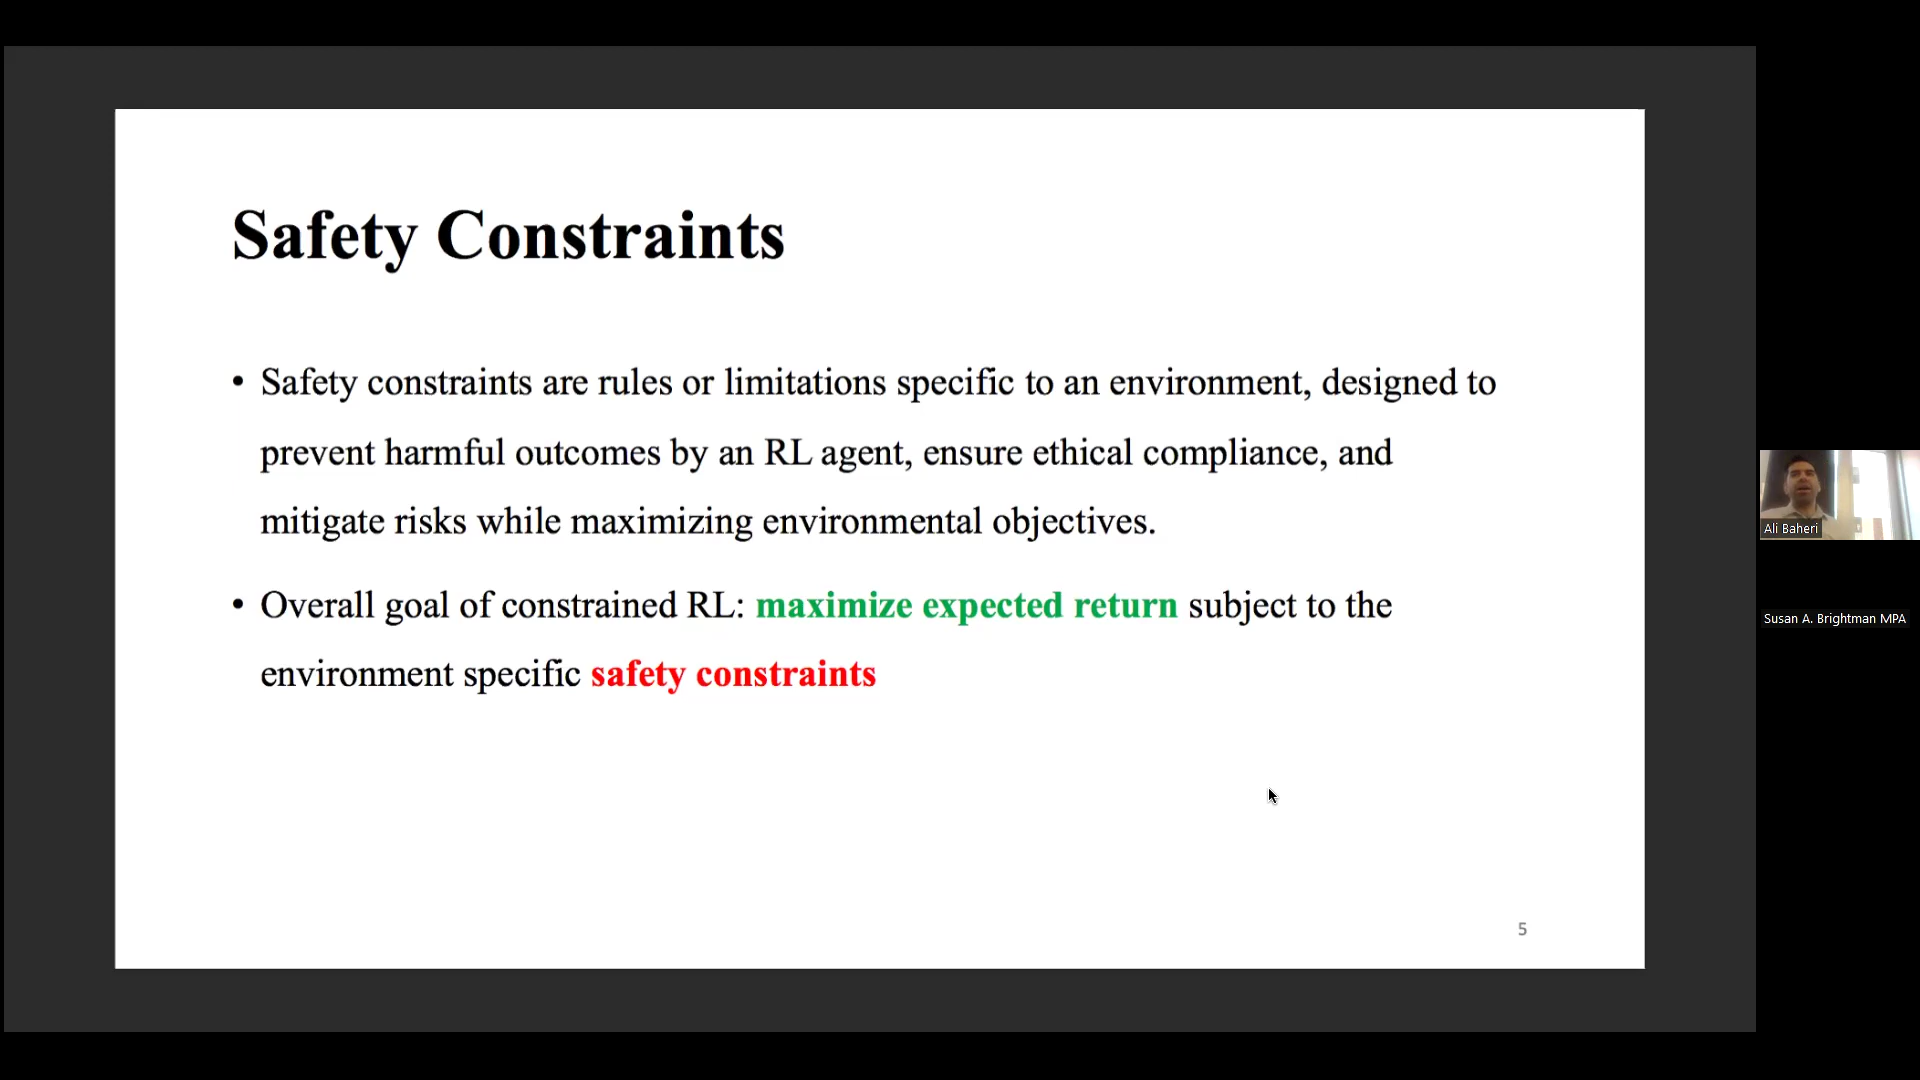 Safety Constraints
• Safety constraints are rules or limitations specific to an environment, designed to
prevent harmful outcomes by an RL agent, ensure ethical compliance, and
mitigate risks while maximizing environmental objectives.
• Overall goal of constrained RL: maximize expected return subject to the
environment specific safety constraints
5
Ali Baheri
Susan A. Brightman MPA